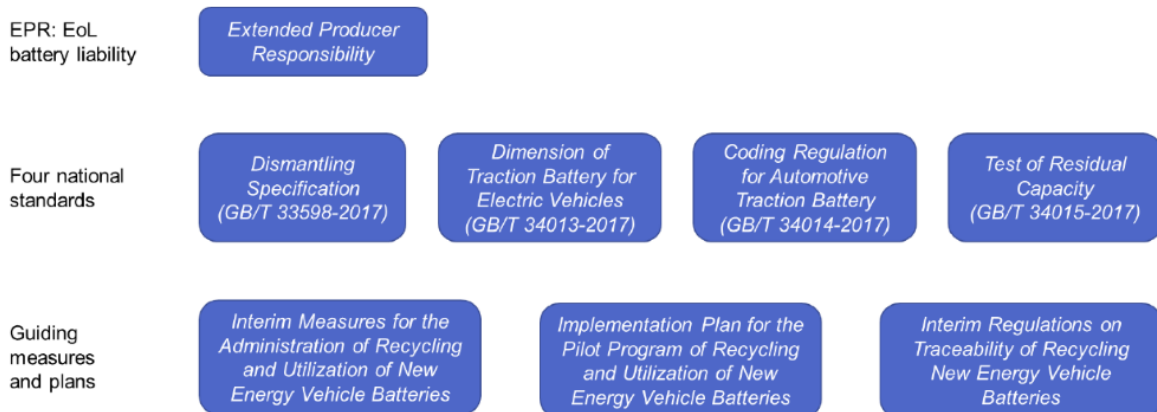 EPR: EoL
battery liability
Extended Producer
Responsibility
Four national
standards
Dismantling
Specification
(GB/T 33598-2017)
Dimension of
Traction Battery for
Electric Vehicles
(GB/T 34013-2017)
Coding Regulation
for Automotive
Traction Battery
(GB/T 34014-2017)
Test of Residual
Capacity
(GB/T 34015-2017)
Guiding
measures
and plans
Interim Measures for the
Administration of Recycling
and Utilization of New
Energy Vehicle Batteries
Implementation Plan for the
Pilot Program of Recycling
and Utilization of New
Energy Vehicle Batteries
Interim Regulations on
Traceability of Recycling
New Energy Vehicle
Batteries